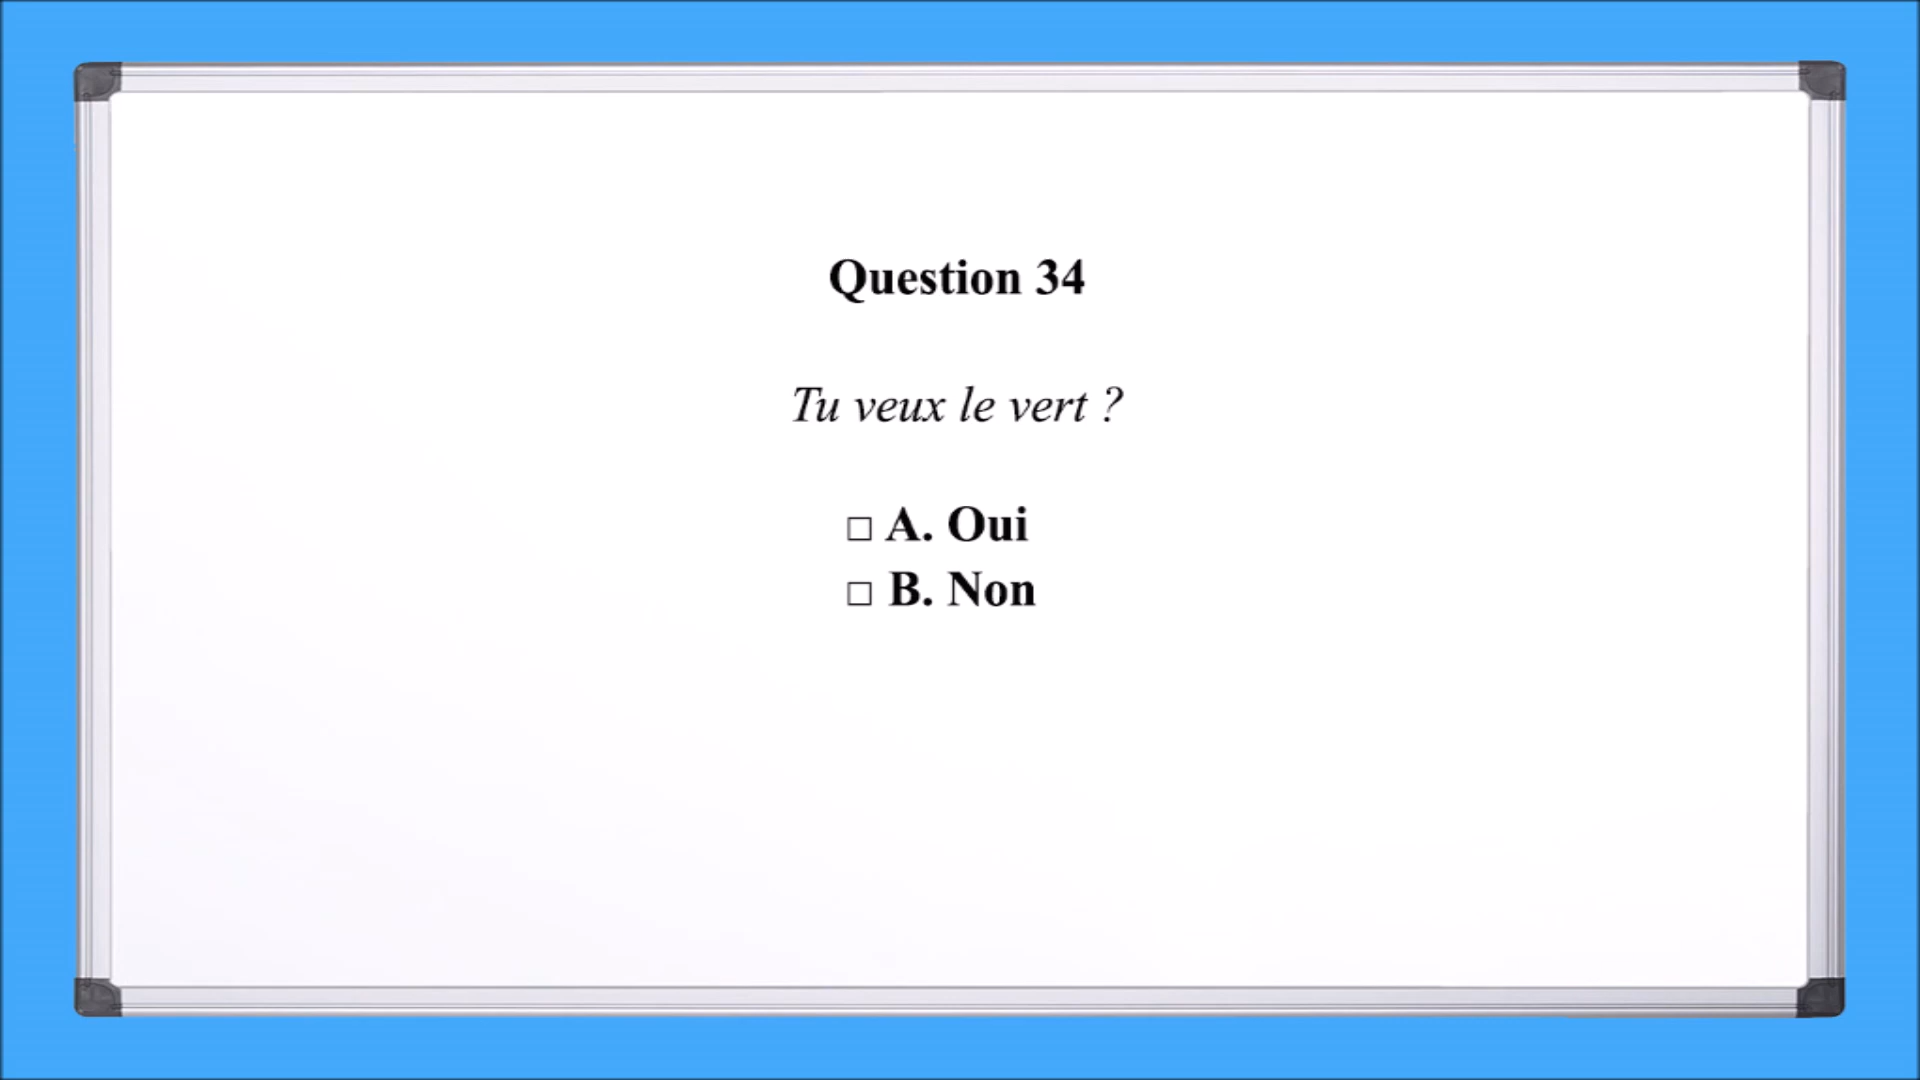 Question 34
Tu veux le vert ?
□ A. Oui
□ B. Non